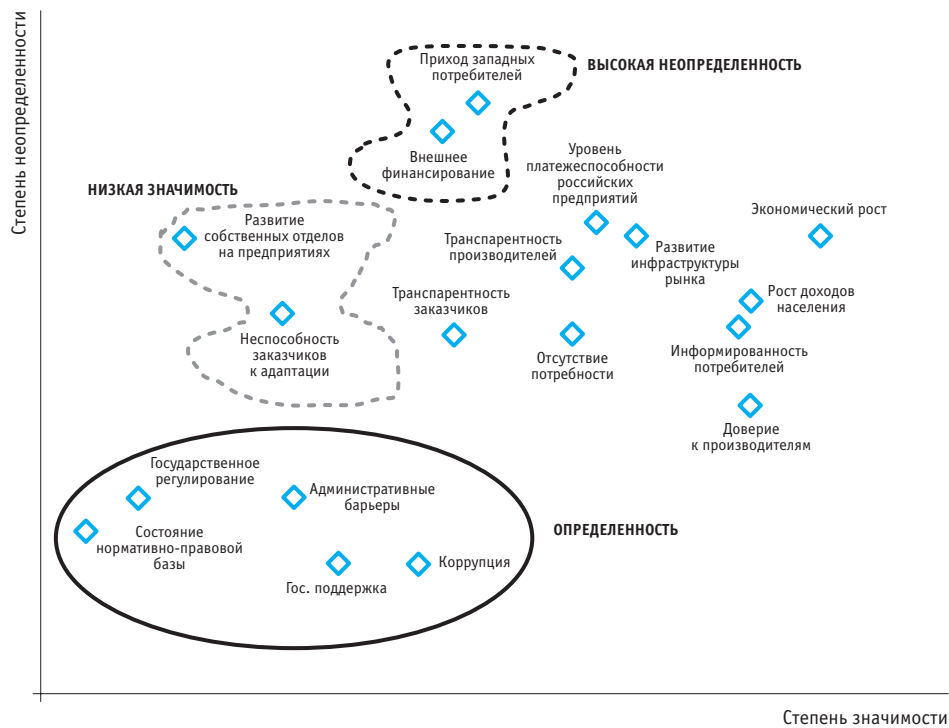 Степень неопределенности
Приход западных
потребителей
ВЫСОКАЯ НЕОПРЕДЕЛЕННОСТЬ
Внешнее
финансирование
Уровень
платежеспособности
российских
предприятий
НИЗКАЯ ЗНАЧИМОСТЬ
Развитие
собственных отделов
на предприятиях
Экономический рост
Транспарентность
производителей
Развитие
инфраструктуры
рынка
Транспарентность
заказчиков
Рост доходов
населения
Неспособность
заказчиков
к адаптации
Отсутствие
потребности
Информированность
потребителей
Доверие
к производителям
Государственное
регулирование
Административные
барьеры
ОПРЕДЕЛЕННОСТЬ
Состояние
нормативно-правовой
базы
Гос. поддержка
Коррупция
Степень значимости